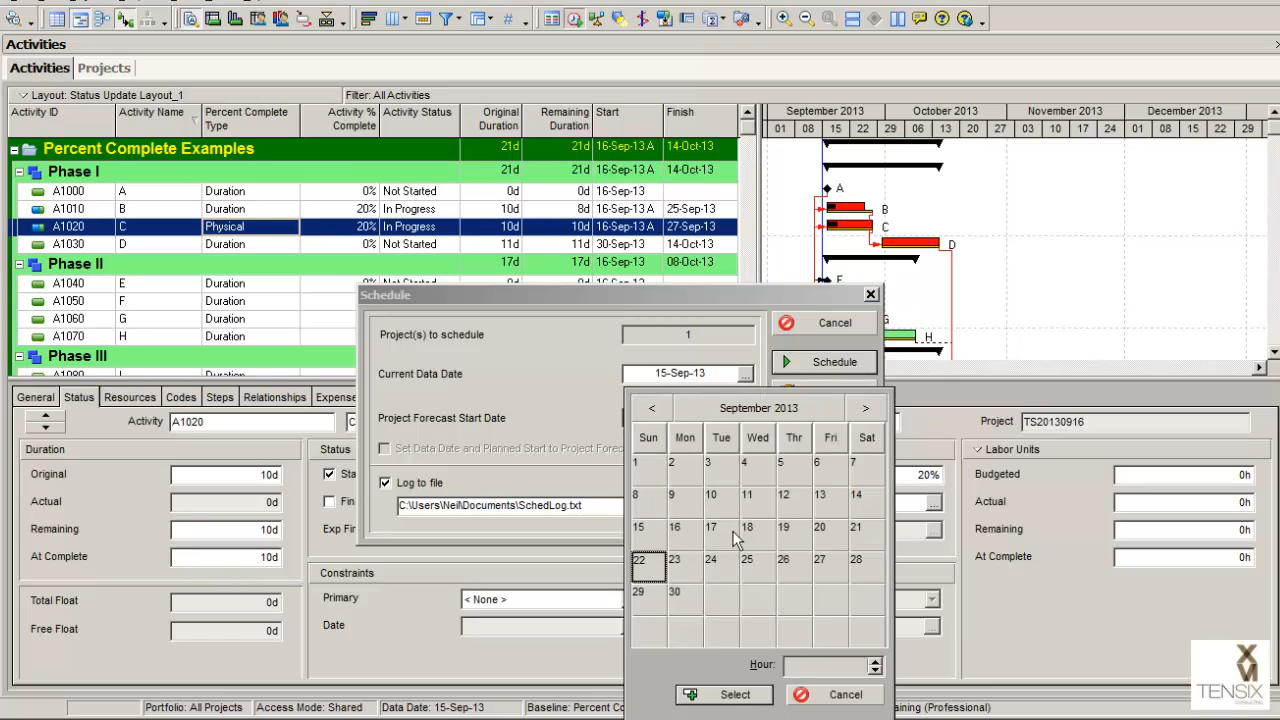 Activities
Activities Projects
Layout: Status Update Layout_1 Filter: All Activities
Activity ID Activity Name Percent Complete Type Activity % Complete Activity Status Original Duration Remaining Duration Start Finish
September 2013 October 2013 November 2013 December 2013
01 08 15 22 29 06 13 20 27 03 10 17 24 01 08 15 22 29
Percent Complete Examples 21d 21d 16-Sep-13 A 14-Oct-13
Phase I 21d 21d 16-Sep-13 A 14-Oct-13
A1000 A Duration 0% Not Started 0d 0d 16-Sep-13 A
A1010 B Duration 20% In Progress 10d 8d 16-Sep-13 A 25-Sep-13 B
A1020 C Physical 20% In Progress 10d 10d 16-Sep-13 A 27-Sep-13 C
A1030 D Duration 0% Not Started 11d 11d 30-Sep-13 14-Oct-13 D
Phase II 17d 17d 16-Sep-13 08-Oct-13
A1040 E Duration
A1050 F Duration
A1060 G Duration G
A1070 H Duration H
Phase III
Schedule
Project(s) to schedule 1 Cancel
Current Data Date 15-Sep-13 ... Schedule
Project Forecast Start Date
Set Data Date and Planned Start to Project Forec
Log to file
C:\Users\Neil\Documents\SchedLog.txt
< September 2013 >
Sun Mon Tue Wed Thr Fri Sat
1 2 3 4 5 6 7
8 9 10 11 12 13 14
15 16 17 18 19 20 21
22 23 24 25 26 27 28
29 30
Hour:
Select Cancel
General Status Resources Codes Steps Relationships Expense
Activity A1020 C Project TS20130916
Duration Status Labor Units
Original 10d Sta 20% Budgeted 0h
Actual 0d Fin Actual 0h
Remaining 10d Exp Fin Remaining 0h
At Complete 10d At Complete 0h
Constraints
Total Float 0d Primary < None >
Free Float 0d Date
TENSIX
CONSULTING
Portfolio: All Projects Access Mode: Shared Data Date: 15-Sep-13 Baseline: Percent Co ining (Professional)